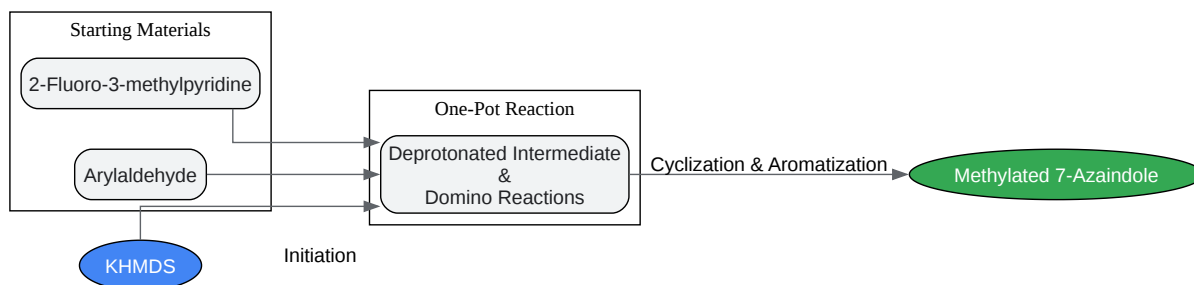 Starting Materials
2-Fluoro-3-methylpyridine
One-Pot Reaction
Deprotonated Intermediate
&
Domino Reactions
Cyclization & Aromatization
Methylated 7-Azaindole
Arylaldehyde
Initiation
KHMDS